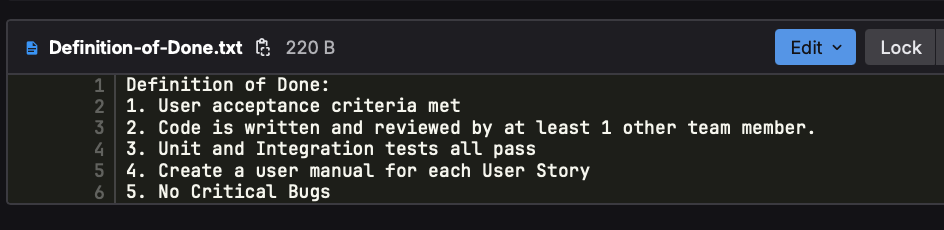 Definition-of-Done.txt 220 B Edit Lock
1 Definition of Done:
2 1. User acceptance criteria met
3 2. Code is written and reviewed by at least 1 other team member.
4 3. Unit and Integration tests all pass
5 4. Create a user manual for each User Story
6 5. No Critical Bugs